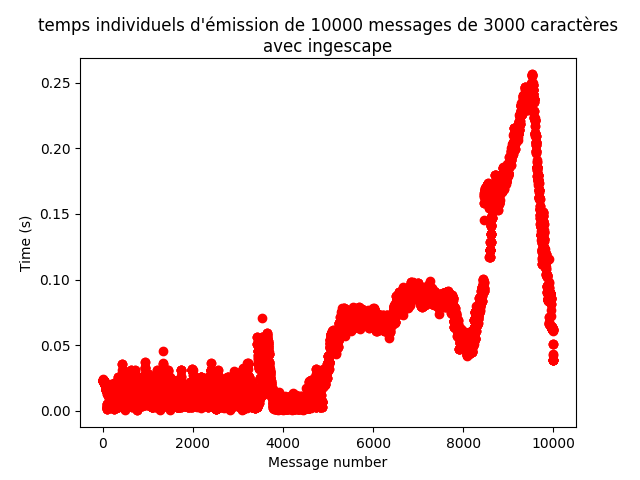 temps individuels d'émission de 10000 messages de 3000 caractères
avec ingescape
0.25
0.20
0.15
0.10
0.05
0.00
Time (s)
0 2000 4000 6000 8000 10000
Message number